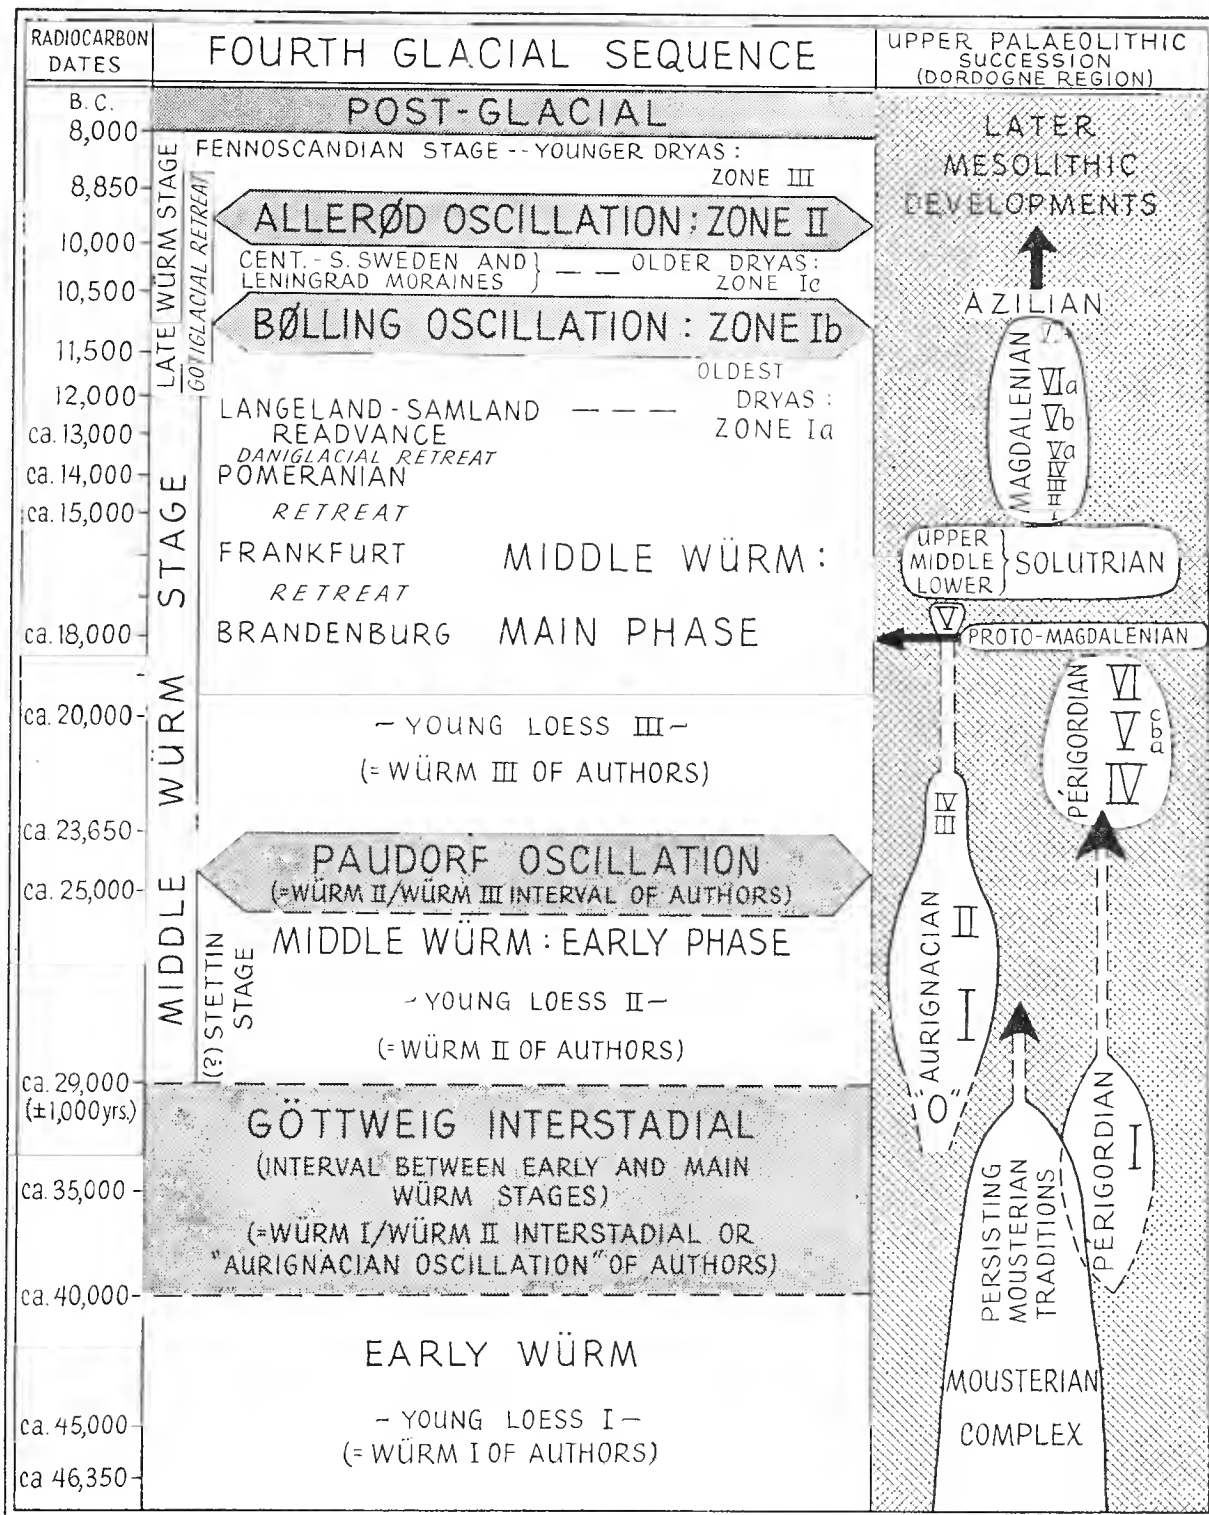 RADIOCARBON
DATES
FOURTH GLACIAL SEQUENCE
UPPER PALAEOLITHIC
SUCCESSION
(DORDOGNE REGION)
B.C.
8,000
8,850
10,000
10,500
11,500
12,000
ca. 13,000
ca. 14,000
ca. 15,000
ca. 18,000
ca. 20,000
ca. 23,650
ca. 25,000
ca. 29,000
(±1,000 yrs.)
ca. 35,000
ca. 40,000
ca. 45,000
ca 46,350
LATE WÜRM STAGE
GOTIGLACIAL RETREAT
MIDDLE WÜRM STAGE
(?) STETTIN
STAGE
POST-GLACIAL
FENNOSCANDIAN STAGE -- YOUNGER DRYAS :
ZONE III
ALLERØD OSCILLATION : ZONE II
CENT. - S. SWEDEN AND } — — OLDER DRYAS :
LENINGRAD MORAINES ZONE Ic
BØLLING OSCILLATION : ZONE Ib
OLDEST
DRYAS :
ZONE Ia
LANGELAND - SAMLAND — — —
READVANCE
DANIGLACIAL RETREAT
POMERANIAN
RETREAT
FRANKFURT
RETREAT
BRANDENBURG
MIDDLE WÜRM :
MAIN PHASE
— YOUNG LOESS III —
(= WÜRM III OF AUTHORS)
PAUDORF OSCILLATION
(=WÜRM II/WÜRM III INTERVAL OF AUTHORS)
MIDDLE WÜRM : EARLY PHASE
— YOUNG LOESS II —
(= WÜRM II OF AUTHORS)
GÖTTWEIG INTERSTADIAL
(INTERVAL BETWEEN EARLY AND MAIN
WÜRM STAGES)
(=WÜRM I/WÜRM II INTERSTADIAL OR
"AURIGNACIAN OSCILLATION" OF AUTHORS)
EARLY WÜRM
— YOUNG LOESS I —
(= WÜRM I OF AUTHORS)
LATER
MESOLITHIC
DEVELOPMENTS
AZILIAN
MAGDALENIAN
VIa
Vb
Va
IV
III
II
I
UPPER
MIDDLE
LOWER
} SOLUTRIAN
V
PROTO-MAGDALENIAN
PÉRIGORDIAN
VI
V c
b
a
IV
IV
III
AURIGNACIAN
II
I
"O"
PERIGORDIAN
I
PERSISTING
MOUSTERIAN
TRADITIONS
MOUSTERIAN
COMPLEX